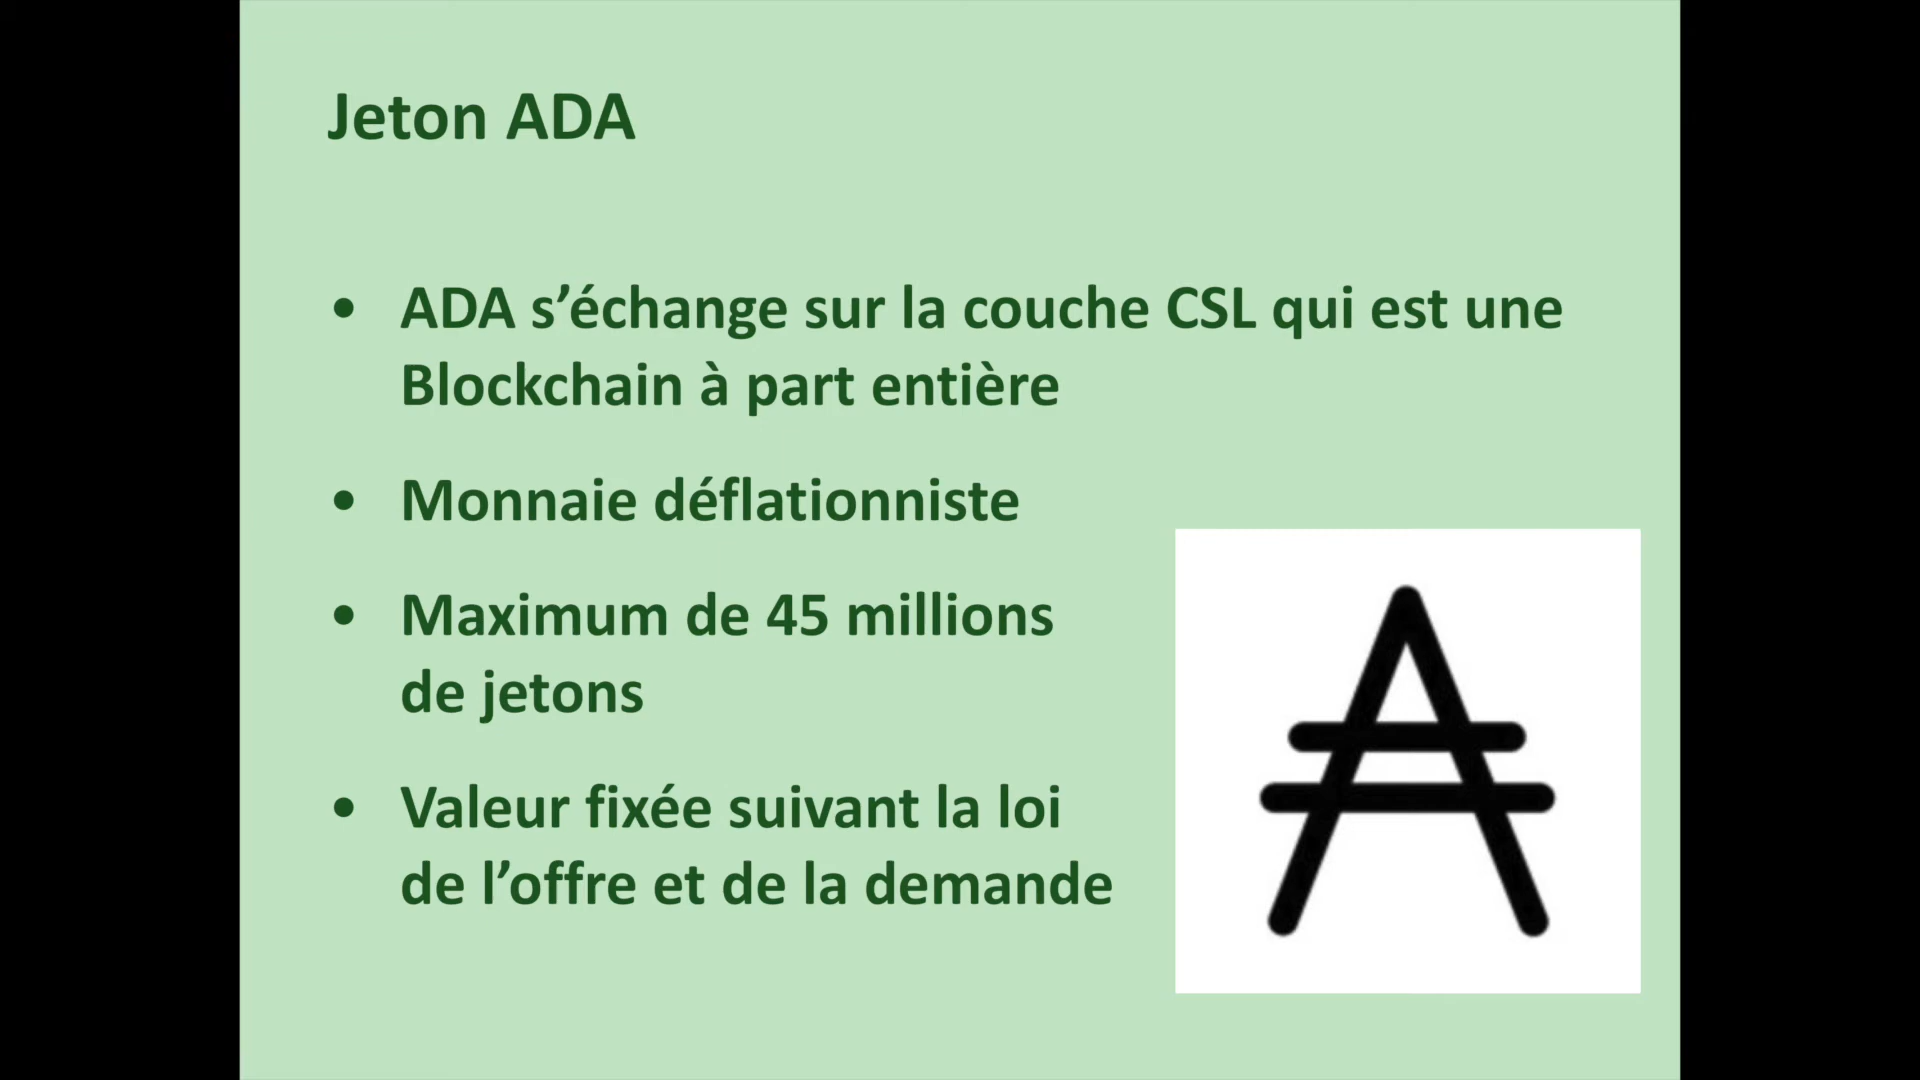 Jeton ADA
• ADA s’échange sur la couche CSL qui est une
Blockchain à part entière
• Monnaie déflationniste
• Maximum de 45 millions
de jetons
• Valeur fixée suivant la loi
de l’offre et de la demande